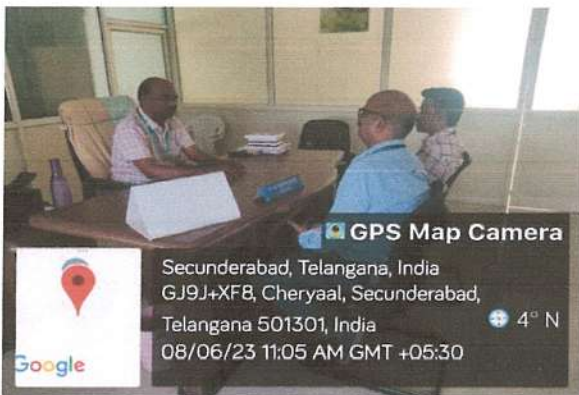 GPS Map Camera
Secunderabad, Telangana, India
GJ9J+XF8, Cheryaal, Secunderabad,
Telangana 501301, India
4° N
08/06/23 11:05 AM GMT +05:30
Google